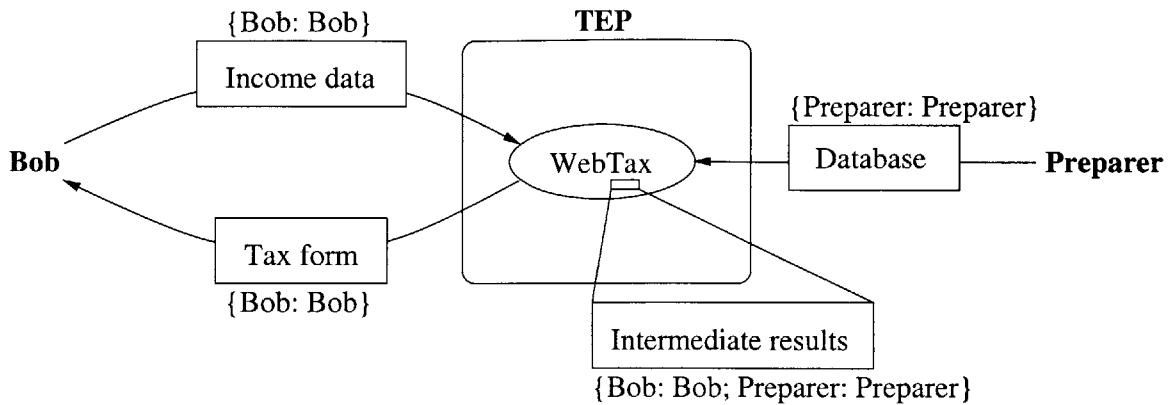 {Bob: Bob}
TEP
Income data
{Preparer: Preparer}
Bob
WebTax
Database
Preparer
Tax form
{Bob: Bob}
Intermediate results
{Bob: Bob; Preparer: Preparer}